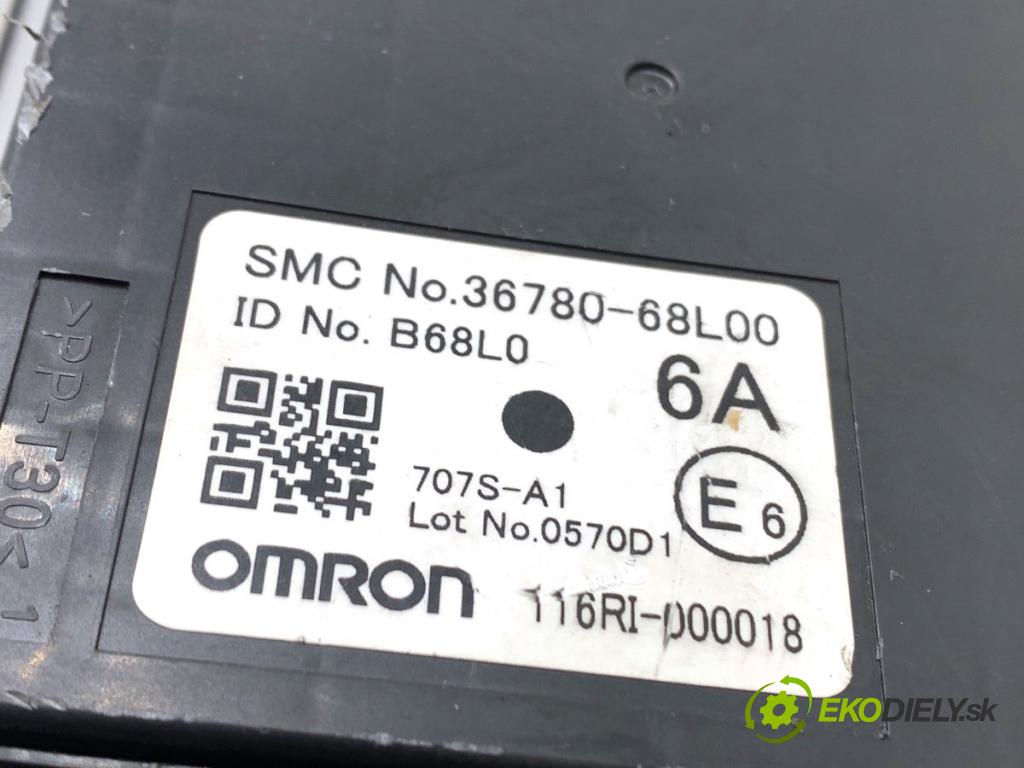 SMC No.36780-68L00
ID No. B68L0
6A
707S-A1
Lot No.0570D1
E 6
OMRON
116RI-000018
>PP-T30< 1
EKODIELY.sk